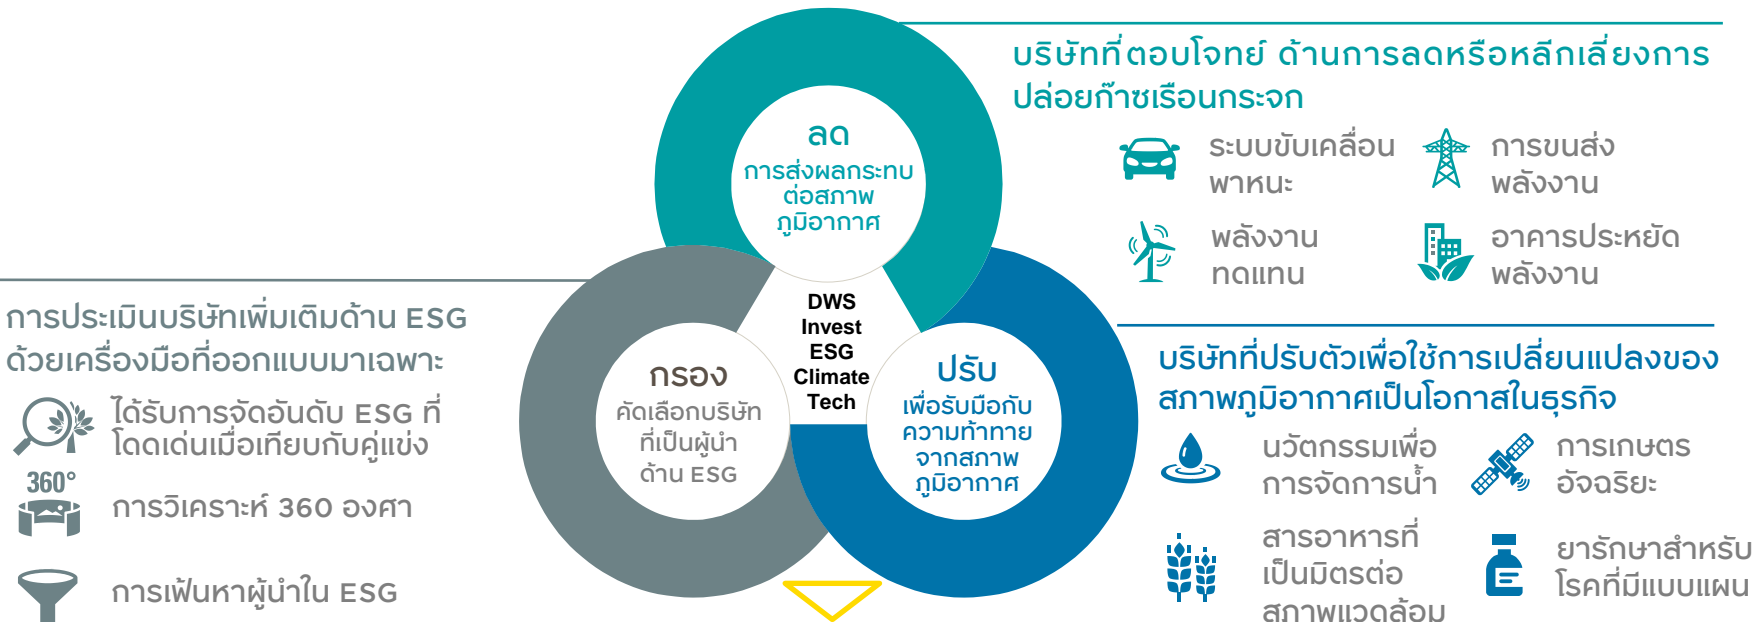 บริษัทที่ตอบโจทย์ ด้านการลดหรือหลีกเลี่ยงการ
ปล่อยก๊าซเรือนกระจก
ระบบขับเคลื่อน
พาหนะ
การขนส่ง
พลังงาน
พลังงาน
ทดแทน
อาคารประหยัด
พลังงาน
ลด
การส่งผลกระทบ
ต่อสภาพ
ภูมิอากาศ
DWS
Invest
ESG
Climate
Tech
การประเมินบริษัทเพิ่มเติมด้าน ESG
ด้วยเครื่องมือที่ออกแบบมาเฉพาะ
ได้รับการจัดอันดับ ESG ที่
โดดเด่นเมื่อเทียบกับคู่แข่ง
360°
การวิเคราะห์ 360 องศา
การเฟ้นหาผู้นำใน ESG
กรอง
คัดเลือกบริษัท
ที่เป็นผู้นำ
ด้าน ESG
ปรับ
เพื่อรับมือกับ
ความท้าทาย
จากสภาพ
ภูมิอากาศ
บริษัทที่ปรับตัวเพื่อใช้การเปลี่ยนแปลงของ
สภาพภูมิอากาศเป็นโอกาสในธุรกิจ
นวัตกรรมเพื่อ
การจัดการน้ำ
การเกษตร
อัจฉริยะ
สารอาหารที่
เป็นมิตรต่อ
สภาพแวดล้อม
ยารักษาสำหรับ
โรคที่มีแบบแผน